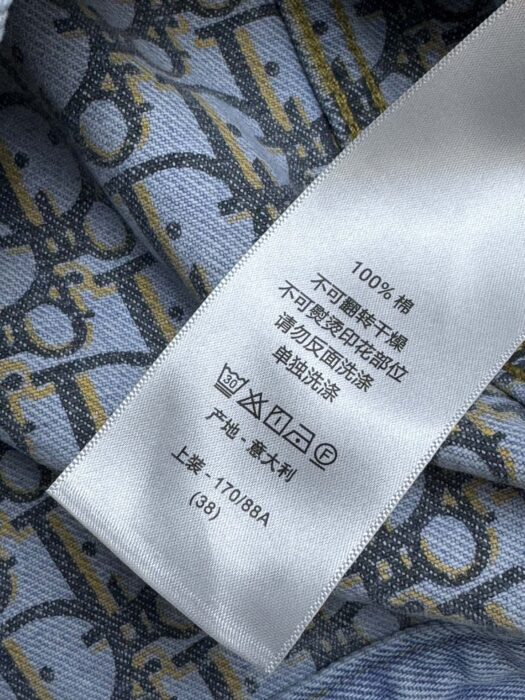 100% 棉
不可翻转干燥
不可熨烫印花部位
请勿反面洗涤
单独洗涤
30 F
产地 - 意大利
上装 - 170/88A
(38)